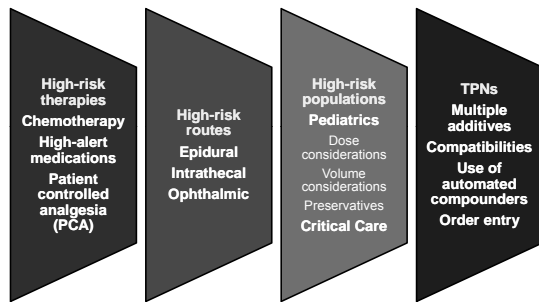 High-risk
therapies
Chemotherapy
High-alert
medications
Patient
controlled
analgesia
(PCA)
High-risk
routes
Epidural
Intrathecal
Ophthalmic
High-risk
populations
Pediatrics
Dose
considerations
Volume
considerations
Preservatives
Critical Care
TPNs
Multiple
additives
Compatibilities
Use of
automated
compounders
Order entry